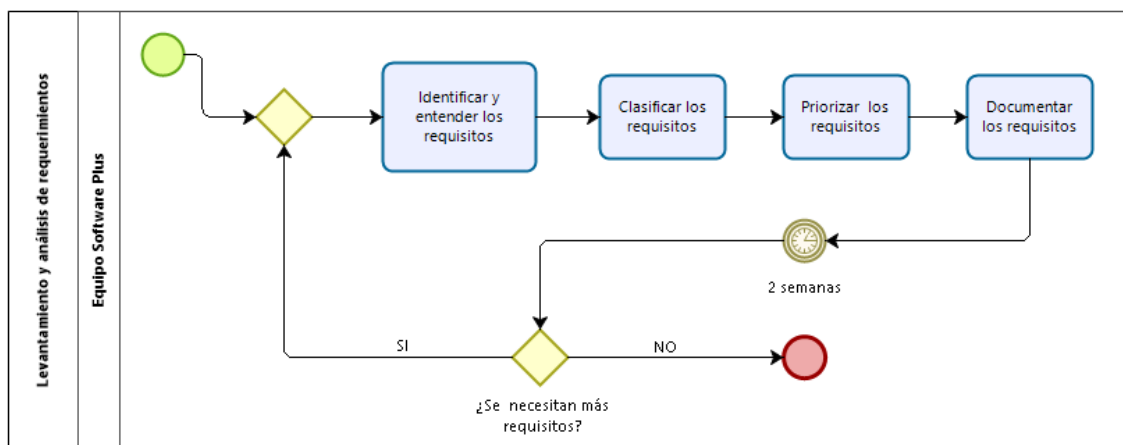 Levantamiento y análisis de requerimientos
Equipo Software Plus
Identificar y
entender los
requisitos
Clasificar los
requisitos
Priorizar los
requisitos
Documentar
los requisitos
2 semanas
SI
NO
¿Se necesitan más
requisitos?